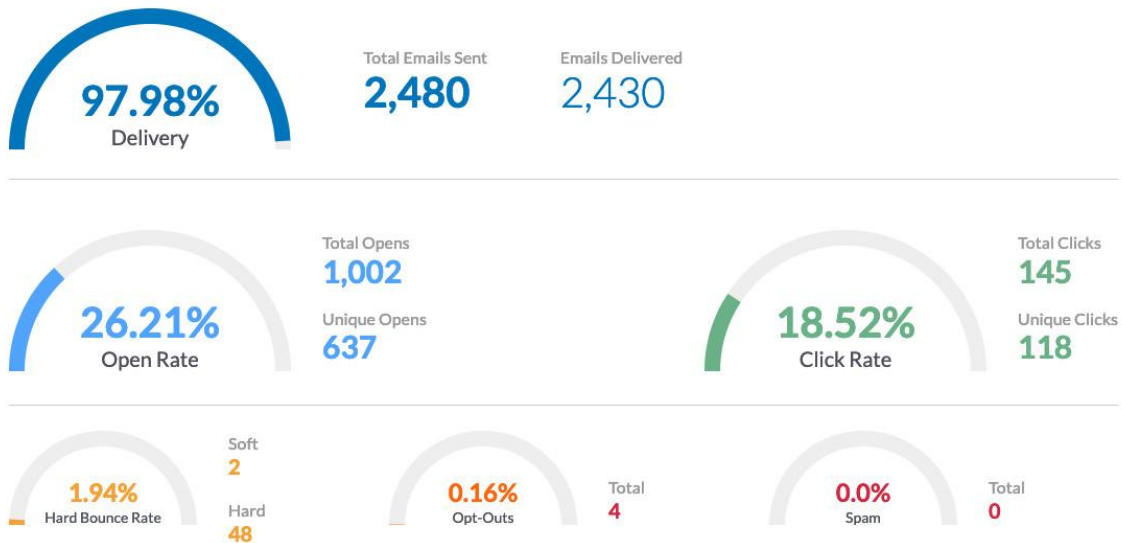 97.98%
Delivery
Total Emails Sent
2,480
Emails Delivered
2,430
26.21%
Open Rate
Total Opens
1,002
Unique Opens
637
18.52%
Click Rate
Total Clicks
145
Unique Clicks
118
1.94%
Hard Bounce Rate
Soft
2
Hard
48
0.16%
Opt-Outs
Total
4
0.0%
Spam
Total
0